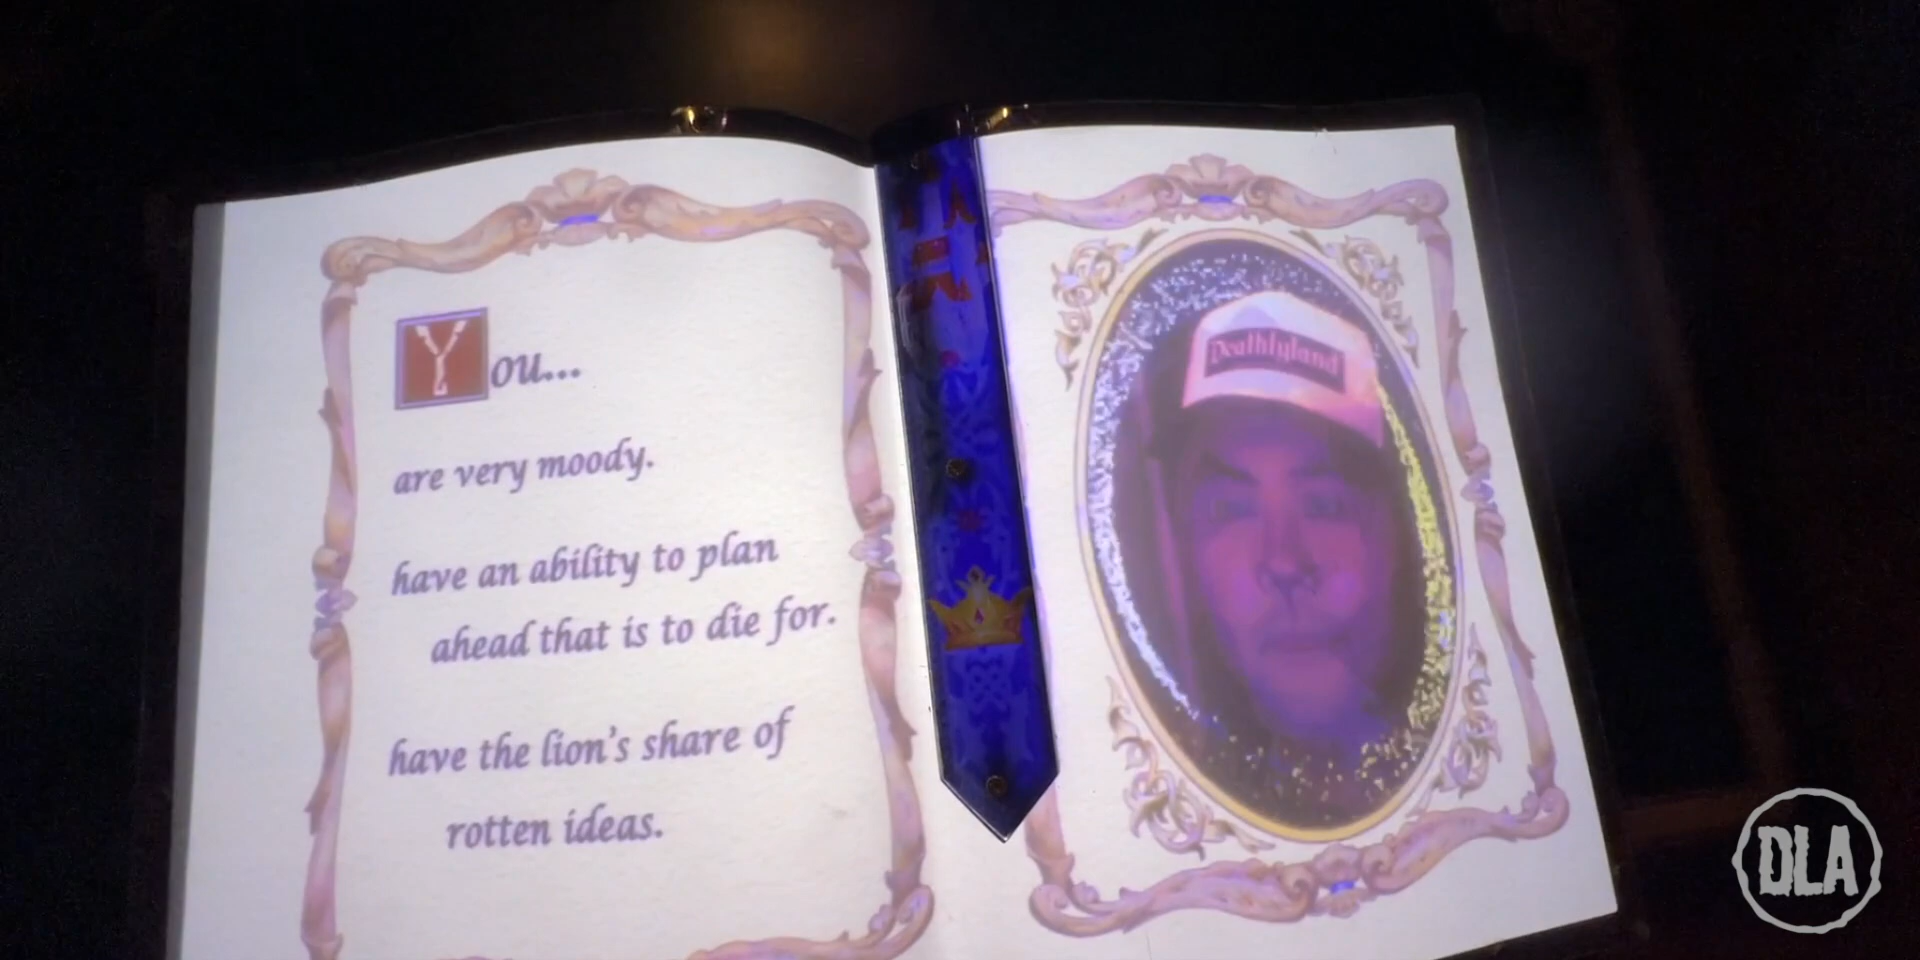 You...
are very moody.
have an ability to plan
ahead that is to die for.
have the lion's share of
rotten ideas.
Deathlyland
DLA